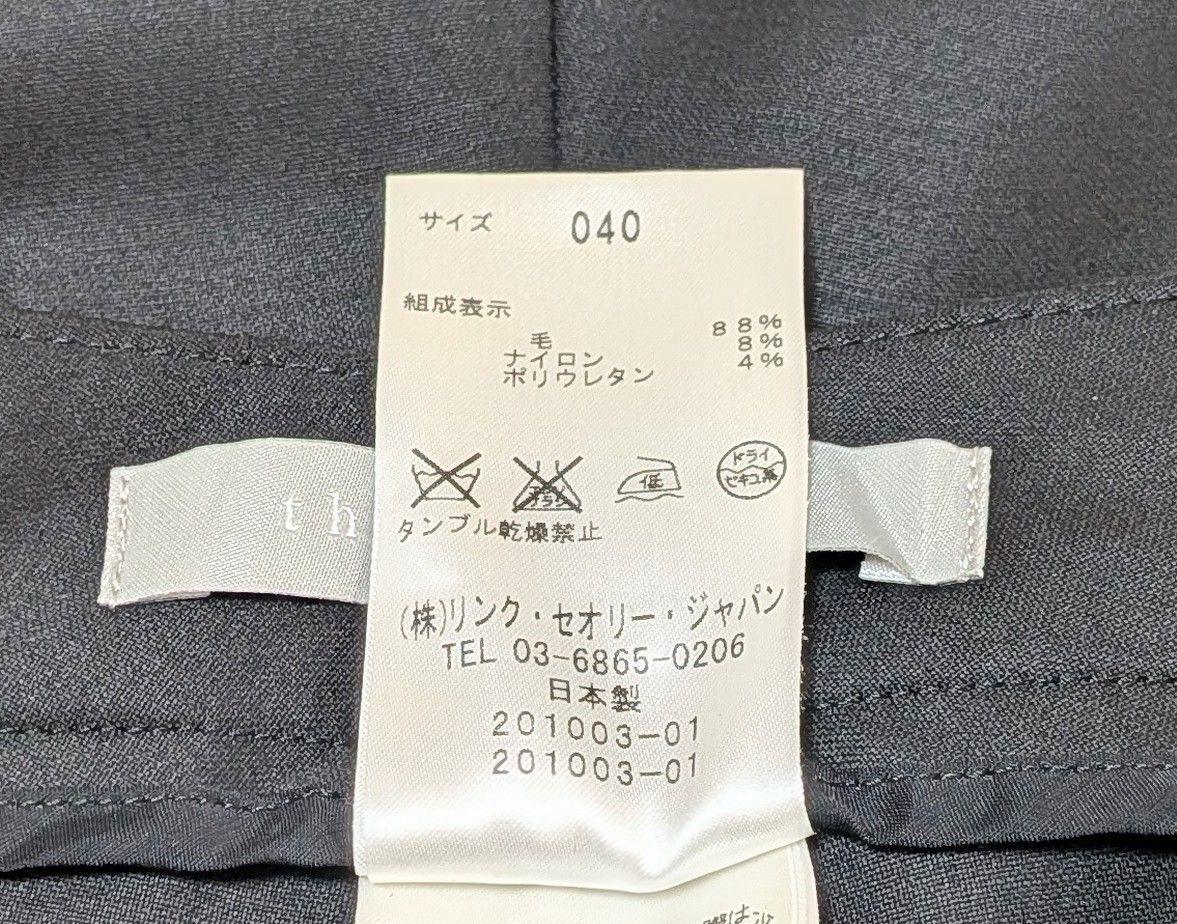 サイズ 040
組成表示
毛 88%
ナイロン 8%
ポリウレタン 4%
低
ドライ
セキユ系
タンブル乾燥禁止
th
(株)リンク・セオリー・ジャパン
TEL 03-6865-0206
日本製
201003-01
201003-01